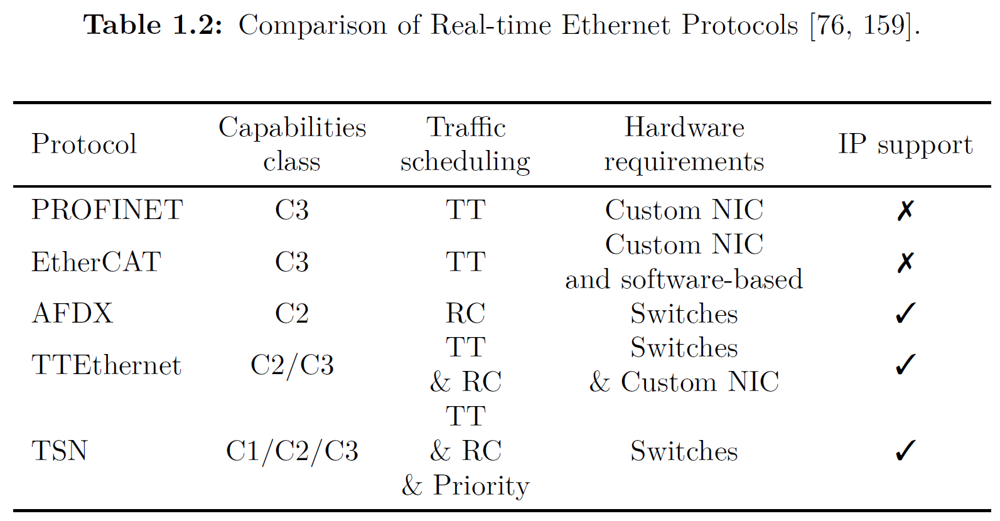 Table 1.2: Comparison of Real-time Ethernet Protocols [76, 159].
Protocol Capabilities class Traffic scheduling Hardware requirements IP support
PROFINET C3 TT Custom NIC ✗
EtherCAT C3 TT Custom NIC and software-based ✗
AFDX C2 RC Switches ✓
TTEthernet C2/C3 TT & RC Switches & Custom NIC ✓
TSN C1/C2/C3 TT & RC & Priority Switches ✓